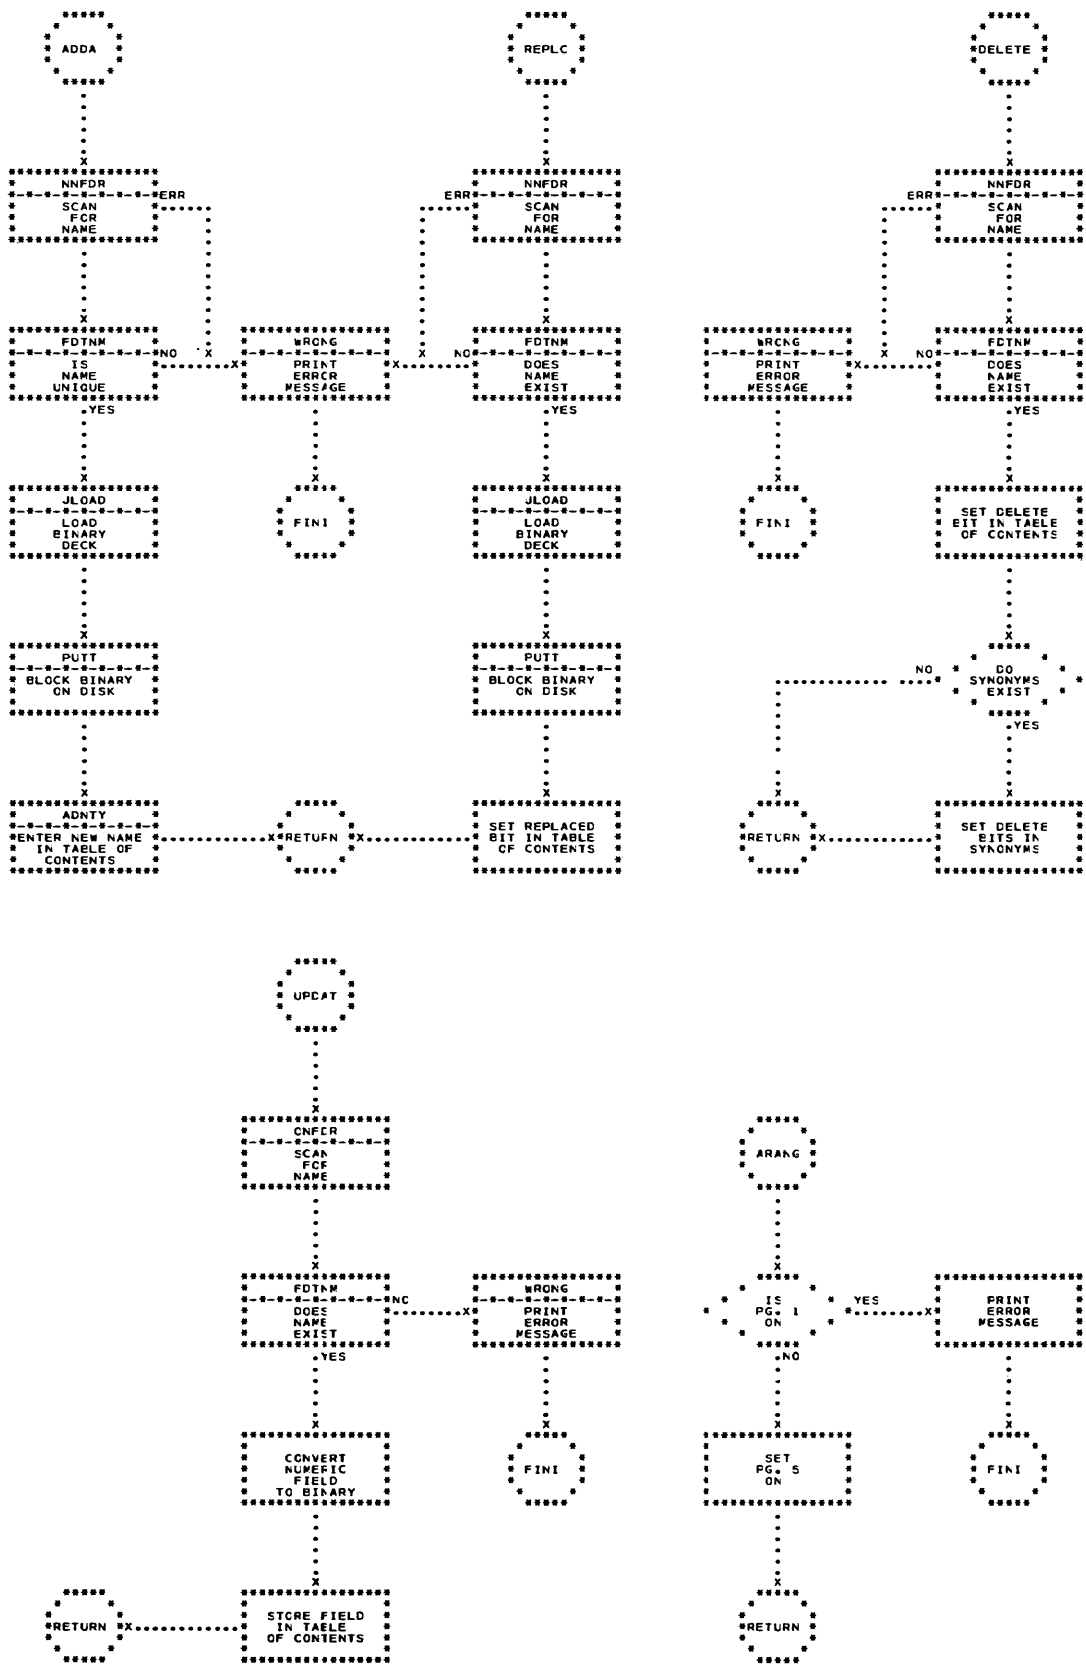 ADDA
REPLC
DELETE
NNFDR
SCAN
FOR
NAME
ERR
ERR
NNFDR
SCAN
FOR
NAME
ERR
NNFDR
SCAN
FOR
NAME
FDTNM
IS
NAME
UNIQUE
NO
YES
WRONG
PRINT
ERROR
MESSAGE
NO
FDTNM
DOES
NAME
EXIST
YES
WRONG
PRINT
ERROR
MESSAGE
NO
FDTNM
DOES
NAME
EXIST
YES
JLOAD
LOAD
BINARY
DECK
FINI
JLOAD
LOAD
BINARY
DECK
FINI
SET DELETE
BIT IN TABLE
OF CONTENTS
PUTT
BLOCK BINARY
ON DISK
PUTT
BLOCK BINARY
ON DISK
NO
DO
SYNONYMS
EXIST
YES
ADNTY
ENTER NEW NAME
IN TABLE OF
CONTENTS
RETURN
SET REPLACED
BIT IN TABLE
OF CONTENTS
RETURN
SET DELETE
BITS IN
SYNONYMS
UPDAT
CNFDR
SCAN
FOR
NAME
ARANG
FDTNM
DOES
NAME
EXIST
NO
YES
WRONG
PRINT
ERROR
MESSAGE
IS
PG. 1
ON
YES
NO
PRINT
ERROR
MESSAGE
CONVERT
NUMERIC
FIELD
TO BINARY
FINI
SET
PG. 5
ON
FINI
RETURN
STORE FIELD
IN TABLE
OF CONTENTS
RETURN